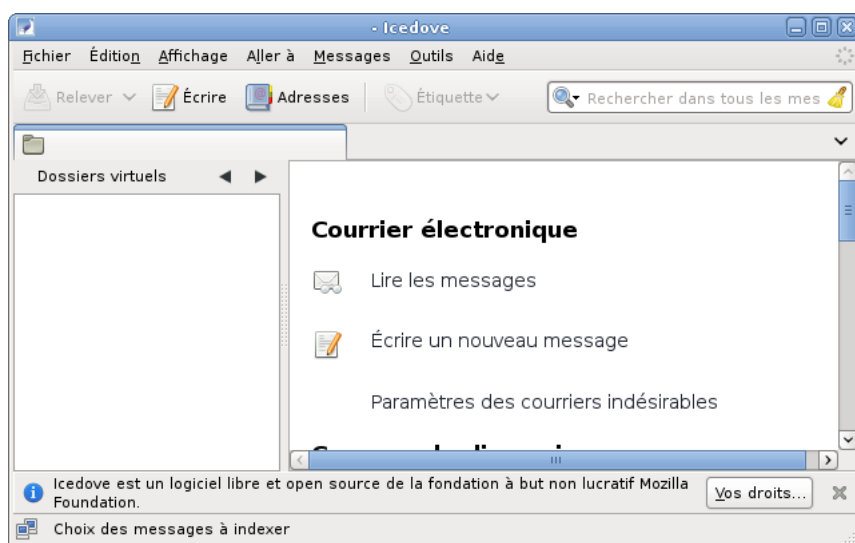 - Icedove
Fichier Édition Affichage Aller à Messages Outils Aide
Relever Écrire Adresses Étiquette Rechercher dans tous les mes
Dossiers virtuels
Courrier électronique
Lire les messages
Écrire un nouveau message
Paramètres des courriers indésirables
Icedove est un logiciel libre et open source de la fondation à but non lucratif Mozilla
Foundation.
Vos droits...
Choix des messages à indexer